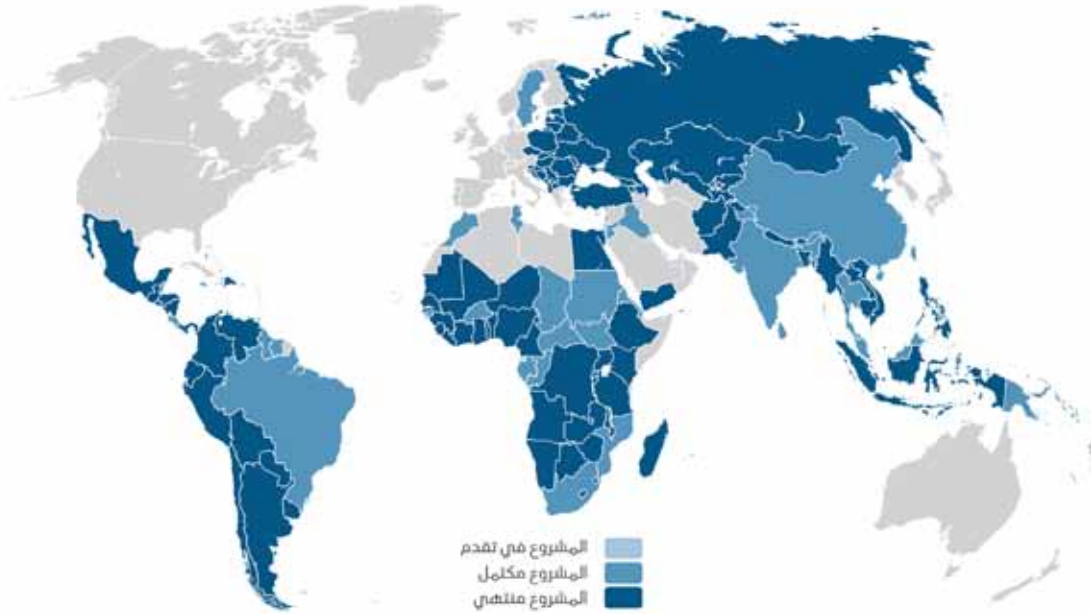 المشروع في تقدم
المشروع مكتمل
المشروع منتهي